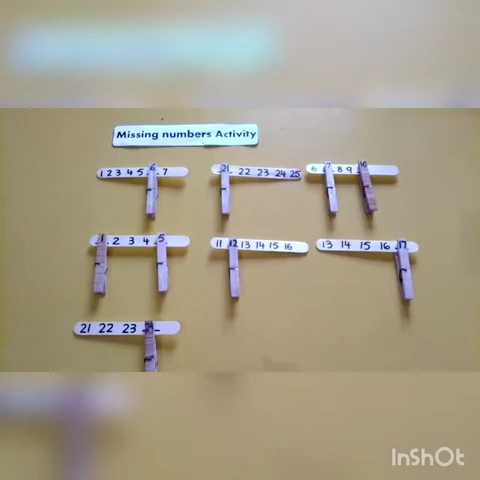 Missing numbers Activity
1 2 3 4 5 6 7
21 22 23 24 25
6 7 8 9 10
1 2 3 4 5
11 12 13 14 15 16
13 14 15 16 17
21 22 23 24
InShOt